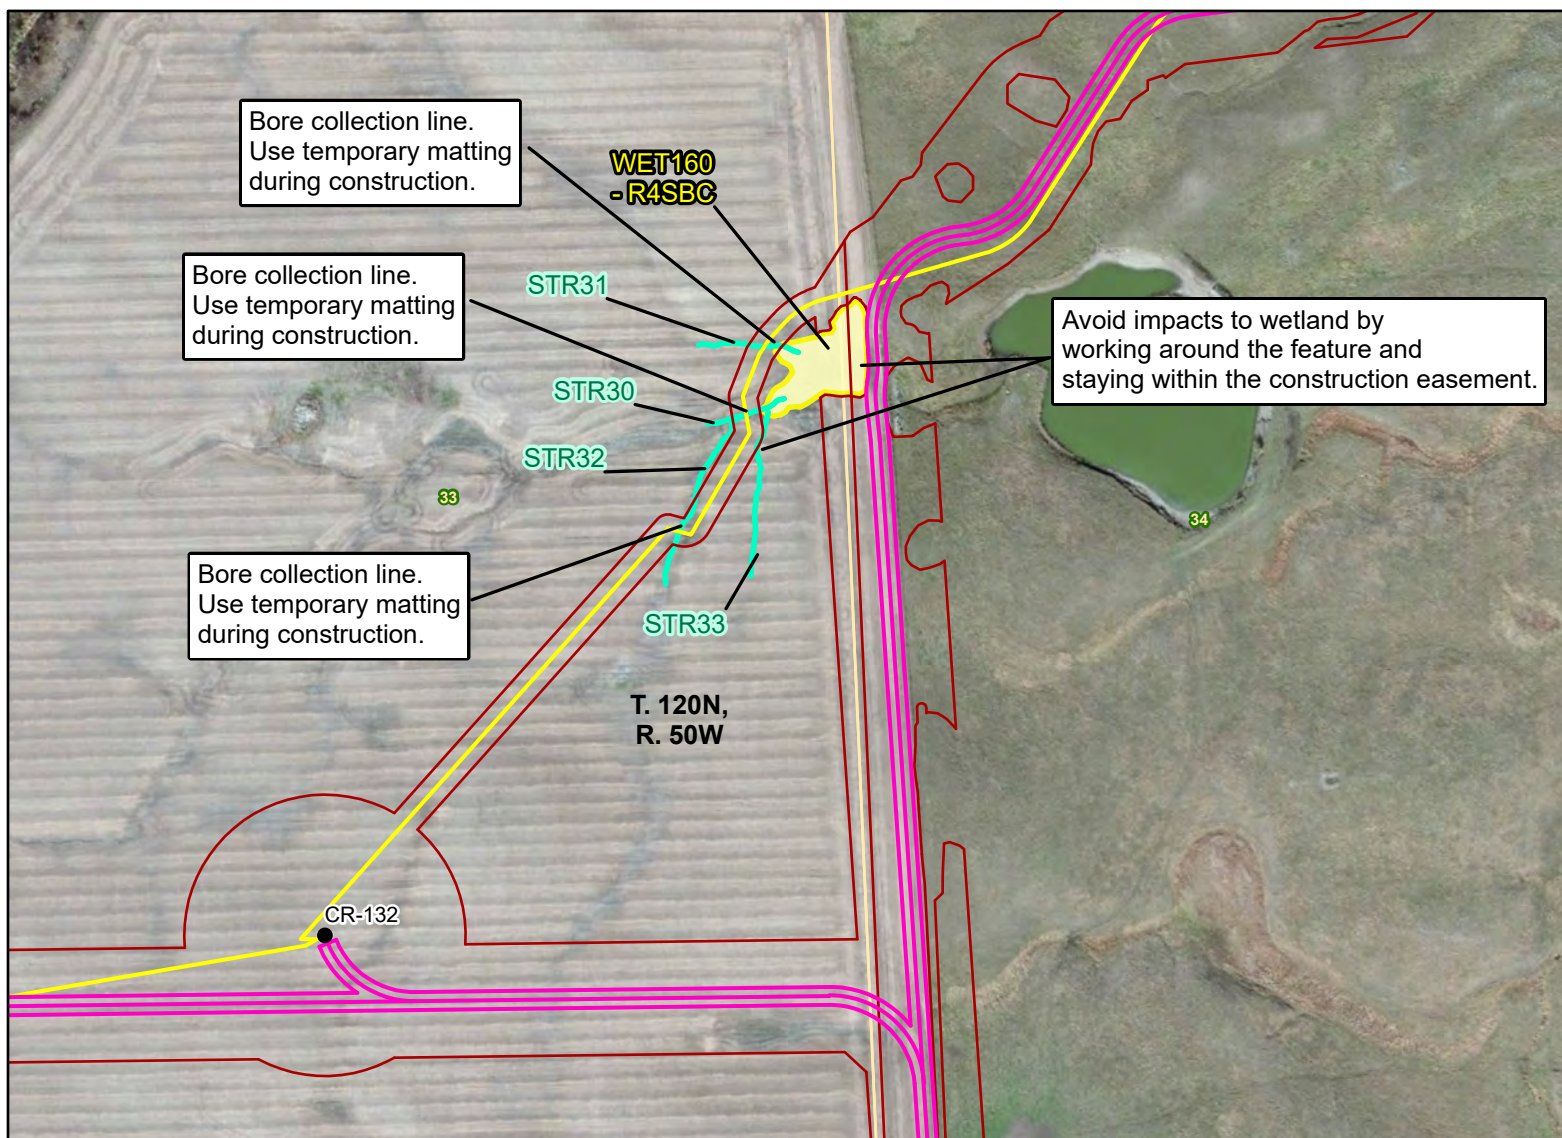 Bore collection line.
Use temporary matting
during construction.
WET160
- R4SBC
Bore collection line.
Use temporary matting
during construction.
STR31
Avoid impacts to wetland by
working around the feature and
staying within the construction easement.
STR30
STR32
33
34
Bore collection line.
Use temporary matting
during construction.
STR33
T. 120N,
R. 50W
CR-132